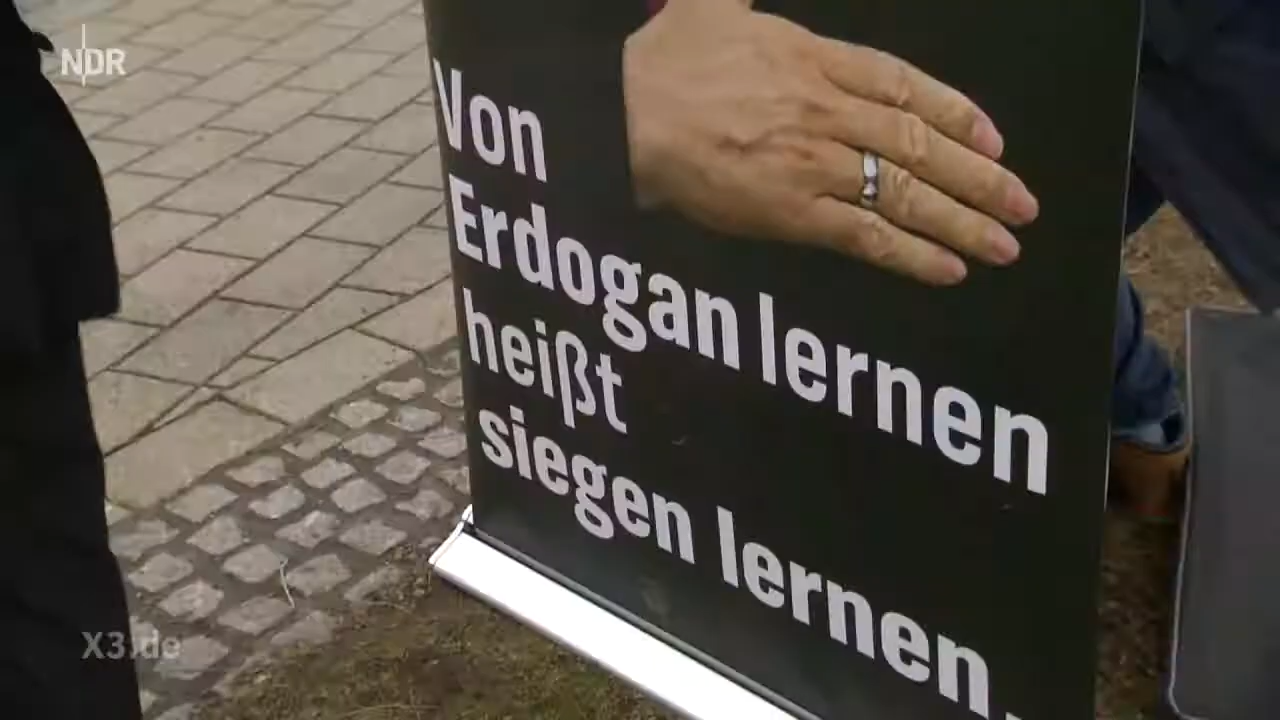 NDR
Von
Erdogan lernen
heißt
siegen lernen.
X3.de